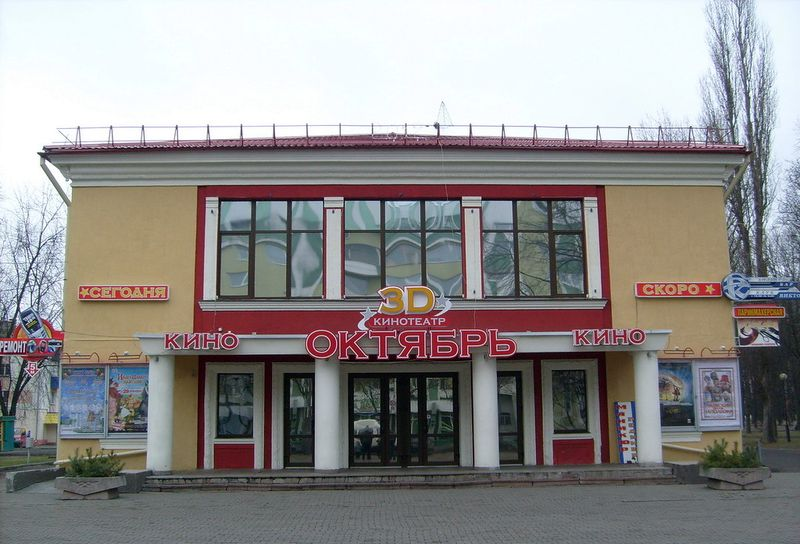 СЕГОДНЯ
СКОРО
3D
КИНОТЕАТР
ОКТЯБРЬ
КИНО
КИНО
РЕМОНТ
ПАРИКМАХЕРСКАЯ